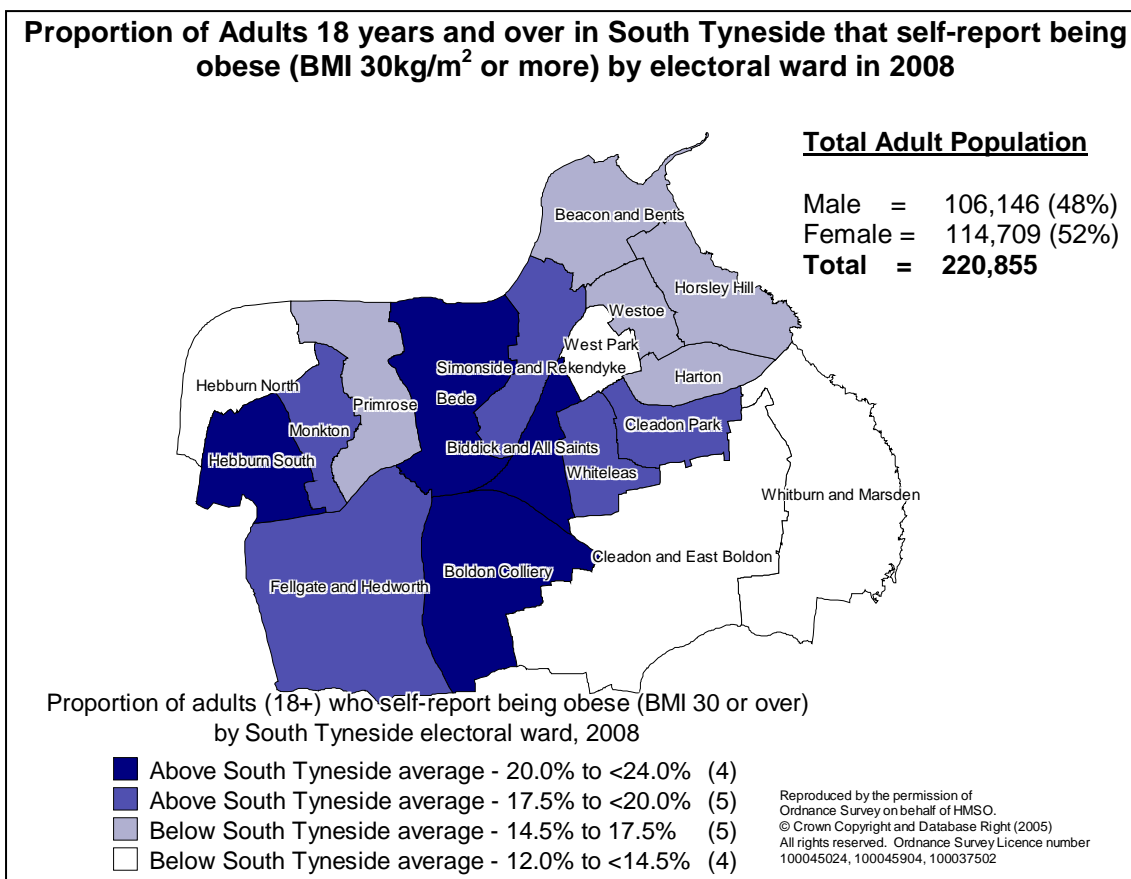 Proportion of Adults 18 years and over in South Tyneside that self-report being
obese (BMI 30kg/m² or more) by electoral ward in 2008
Total Adult Population
Male = 106,146 (48%)
Female = 114,709 (52%)
Total = 220,855
Beacon and Bents
Horsley Hill
Westoe
West Park
Simonside and Rekendyke
Harton
Hebburn North
Primrose
Bede
Cleadon Park
Monkton
Biddick and All Saints
Hebburn South
Whiteleas
Whitburn and Marsden
Cleadon and East Boldon
Boldon Colliery
Fellgate and Hedworth
Proportion of adults (18+) who self-report being obese (BMI 30 or over)
by South Tyneside electoral ward, 2008
Above South Tyneside average - 20.0% to <24.0% (4)
Above South Tyneside average - 17.5% to <20.0% (5)
Below South Tyneside average - 14.5% to 17.5% (5)
Below South Tyneside average - 12.0% to <14.5% (4)
Reproduced by the permission of
Ordnance Survey on behalf of HMSO.
© Crown Copyright and Database Right (2005)
All rights reserved. Ordnance Survey Licence number
100045024, 100045904, 100037502